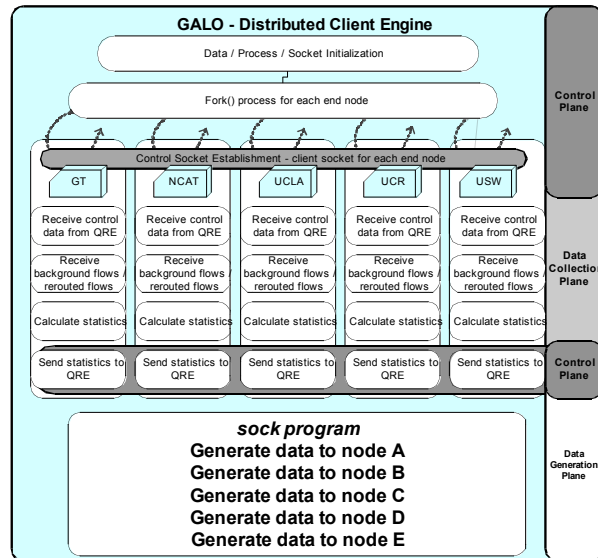 GALO - Distributed Client Engine
Data / Process / Socket Initialization
Fork() process for each end node
Control
Plane
Control Socket Establishment - client socket for each end node
GT
NCAT
UCLA
UCR
USW
Receive control
data from QRE
Receive control
data from QRE
Receive control
data from QRE
Receive control
data from QRE
Receive control
data from QRE
Data
Collection
Plane
Receive
background flows /
rerouted flows
Receive
background flows /
rerouted flows
Receive
background flows /
rerouted flows
Receive
background flows /
rerouted flows
Receive
background flows /
rerouted flows
Calculate statistics
Calculate statistics
Calculate statistics
Calculate statistics
Calculate statistics
Send statistics to
QRE
Send statistics to
QRE
Send statistics to
QRE
Send statistics to
QRE
Send statistics to
QRE
Control
Plane
sock program
Generate data to node A
Generate data to node B
Generate data to node C
Generate data to node D
Generate data to node E
Data
Generation
Plane